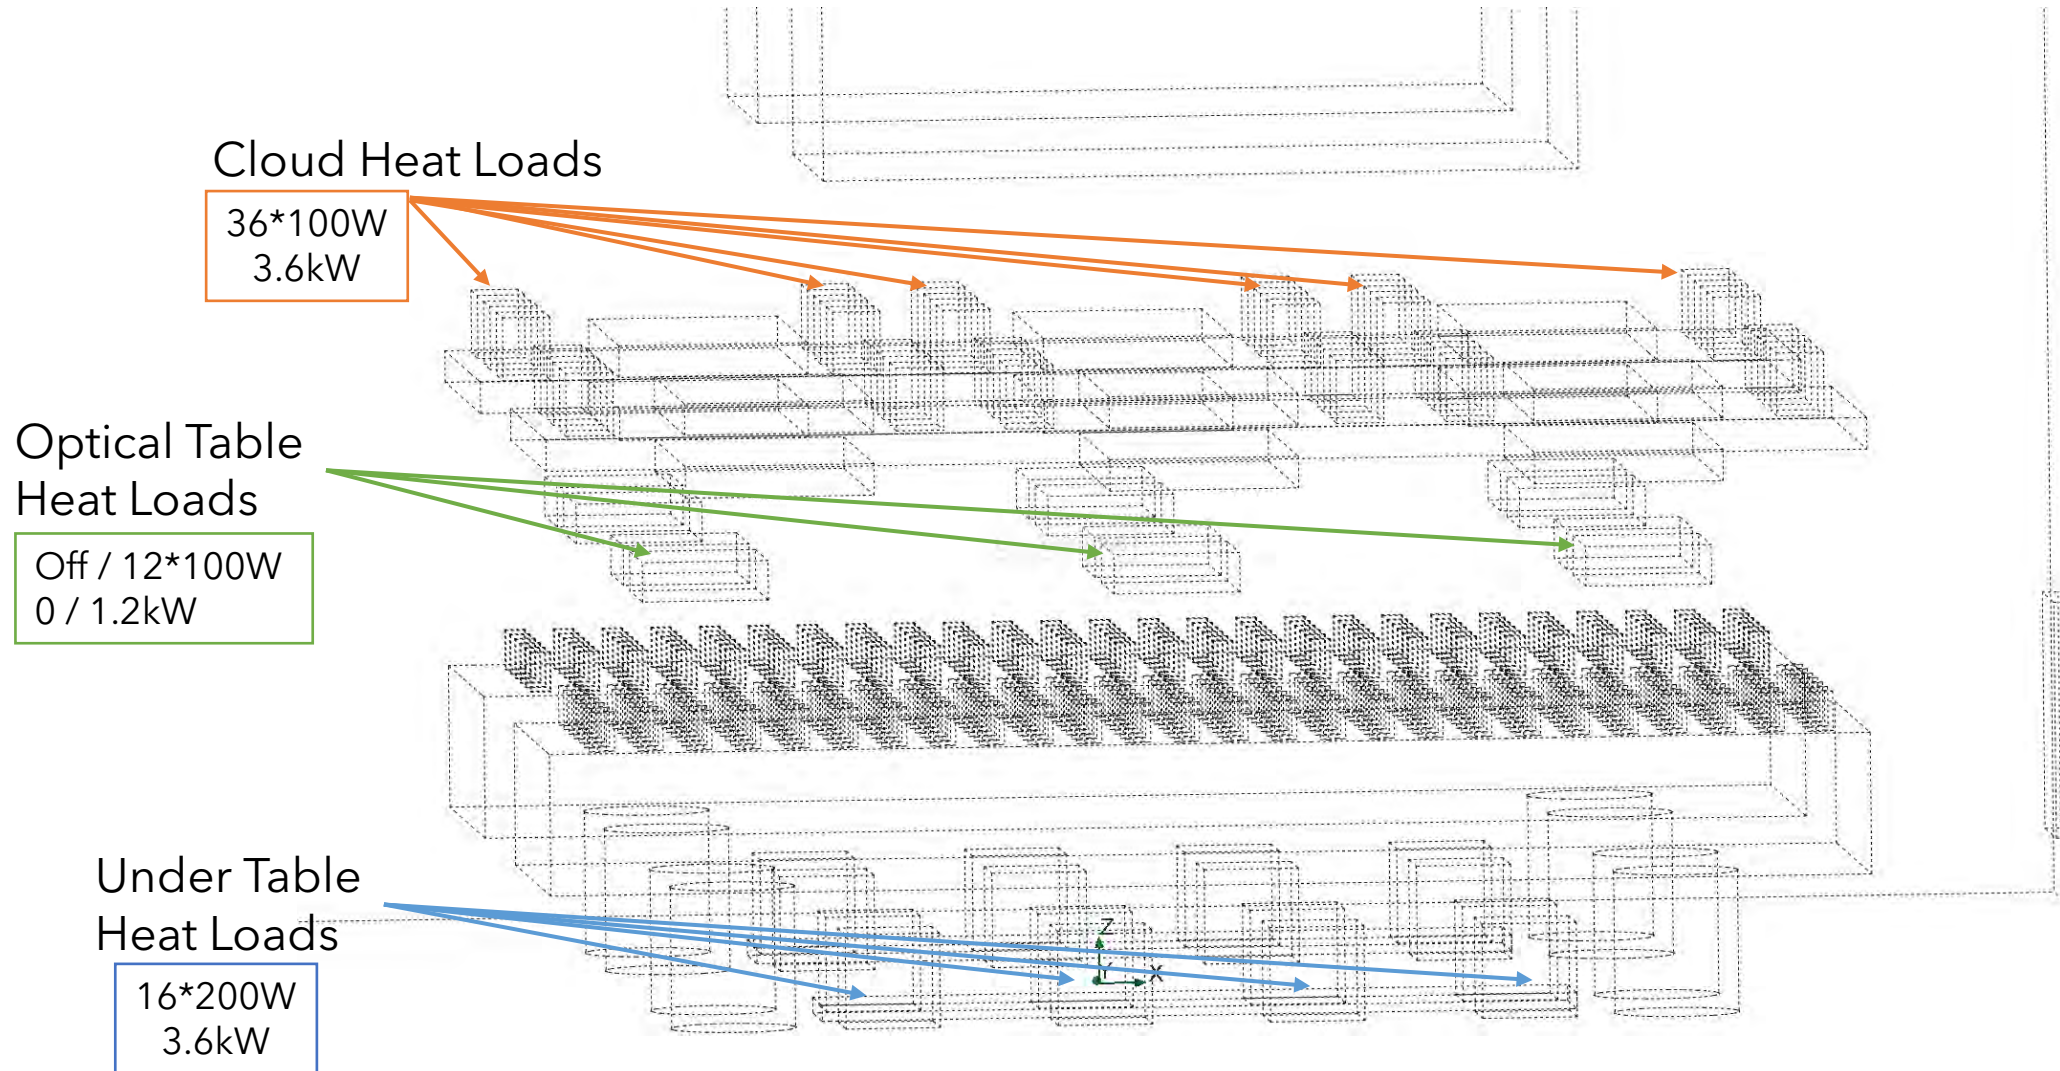 Cloud Heat Loads
36*100W
3.6kW
Optical Table
Heat Loads
Off / 12*100W
0 / 1.2kW
Under Table
Heat Loads
16*200W
3.6kW
Z
Y
X